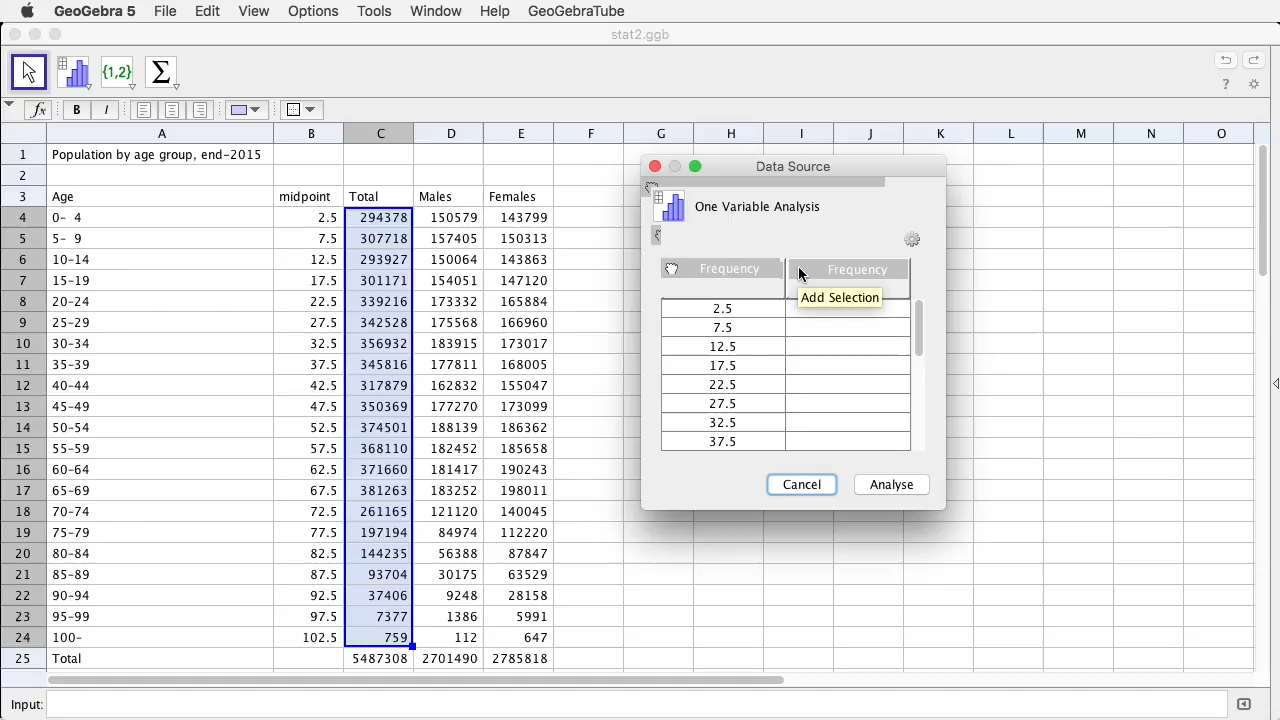 GeoGebra 5 File Edit View Options Tools Window Help GeoGebraTube
stat2.ggb
{1,2} Σ
?
fx B I
A B C D E F G H I J K L M N O
1 Population by age group, end-2015
2
3 Age midpoint Total Males Females
4 0- 4 2.5 294378 150579 143799
5 5- 9 7.5 307718 157405 150313
6 10-14 12.5 293927 150064 143863
7 15-19 17.5 301171 154051 147120
8 20-24 22.5 339216 173332 165884
9 25-29 27.5 342528 175568 166960
10 30-34 32.5 356932 183915 173017
11 35-39 37.5 345816 177811 168005
12 40-44 42.5 317879 162832 155047
13 45-49 47.5 350369 177270 173099
14 50-54 52.5 374501 188139 186362
15 55-59 57.5 368110 182452 185658
16 60-64 62.5 371660 181417 190243
17 65-69 67.5 381263 183252 198011
18 70-74 72.5 261165 121120 140045
19 75-79 77.5 197194 84974 112220
20 80-84 82.5 144235 56388 87847
21 85-89 87.5 93704 30175 63529
22 90-94 92.5 37406 9248 28158
23 95-99 97.5 7377 1386 5991
24 100- 102.5 759 112 647
25 Total 5487308 2701490 2785818
Data Source
One Variable Analysis
Frequency Frequency
Add Selection
2.5
7.5
12.5
17.5
22.5
27.5
32.5
37.5
Cancel Analyse
Input: